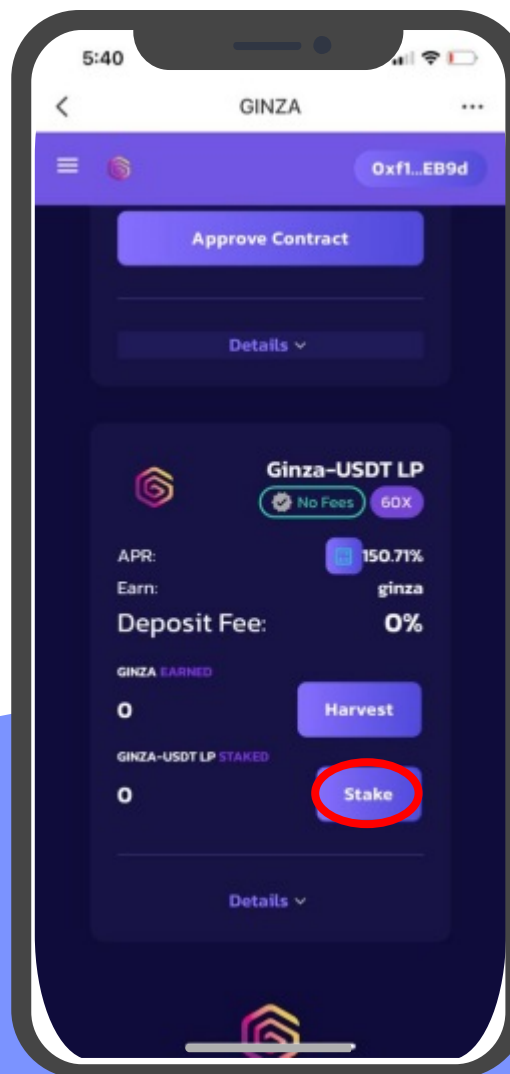 5:40
GINZA
0xf1...EB9d
Approve Contract
Details
Ginza-USDT LP
No Fees
60X
APR: 150.71%
Earn: ginza
Deposit Fee: 0%
GINZA EARNED
0 Harvest
GINZA-USDT LP STAKED
0 Stake
Details